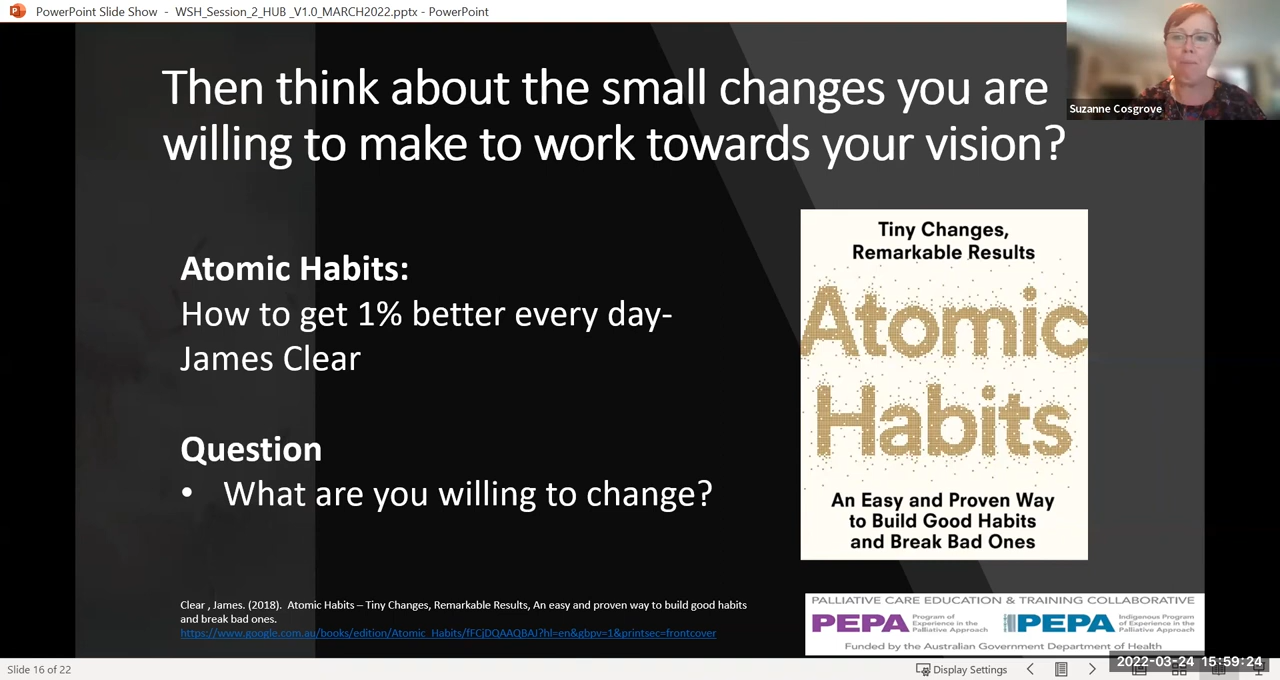 PowerPoint Slide Show - WSH_Session_2_HUB _V1.0_MARCH2022.pptx - PowerPoint
Then think about the small changes you are
willing to make to work towards your vision?
Suzanne Cosgrove
Atomic Habits:
How to get 1% better every day-
James Clear
Question
• What are you willing to change?
Tiny Changes,
Remarkable Results
Atomic
Habits
An Easy and Proven Way
to Build Good Habits
and Break Bad Ones
Clear , James. (2018). Atomic Habits – Tiny Changes, Remarkable Results, An easy and proven way to build good habits
and break bad ones.
https://www.google.com.au/books/edition/Atomic_Habits/fFCjDQAAQBAJ?hl=en&gbpv=1&printsec=frontcover
PALLIATIVE CARE EDUCATION & TRAINING COLLABORATIVE
PEPA Program of Experience in the Palliative Approach
IPEPA Indigenous Program of Experience in the Palliative Approach
Funded by the Australian Government Department of Health
Slide 16 of 22
Display Settings
2022-03-24 15:59:24